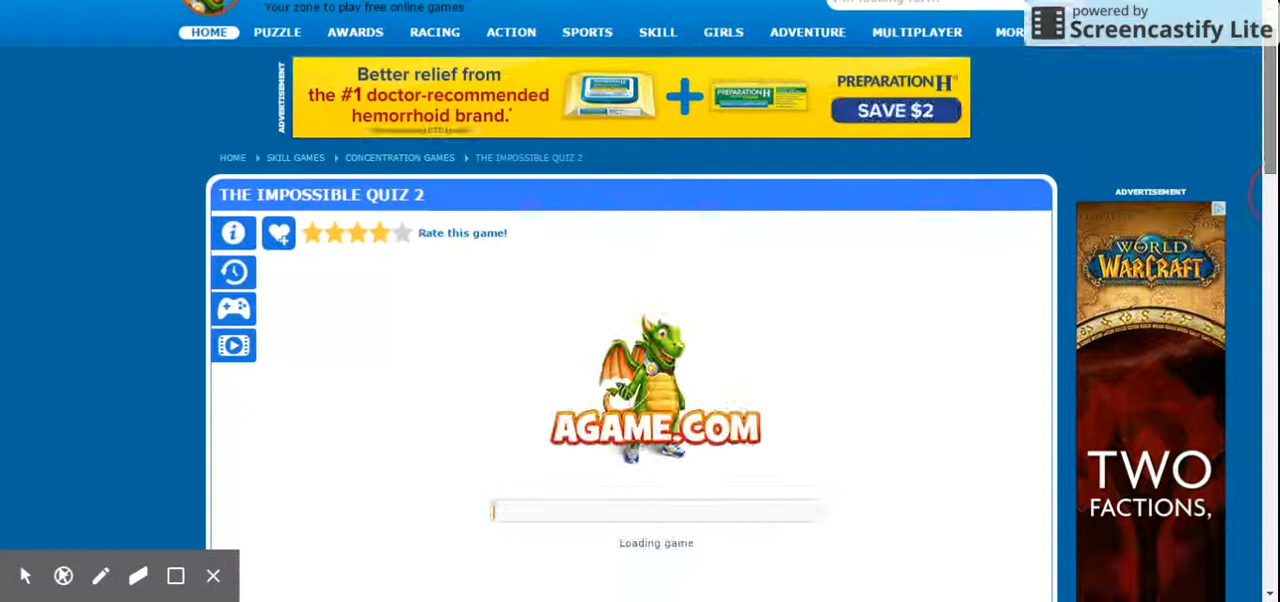 Your zone to play free online games
powered by
Screencastify Lite
HOME PUZZLE AWARDS RACING ACTION SPORTS SKILL GIRLS ADVENTURE MULTIPLAYER MOR
ADVERTISEMENT
Better relief from
the #1 doctor-recommended
hemorrhoid brand.*
PREPARATION H®
SAVE $2
HOME SKILL GAMES CONCENTRATION GAMES THE IMPOSSIBLE QUIZ 2
THE IMPOSSIBLE QUIZ 2
Rate this game!
AGAME.COM
Loading game
ADVERTISEMENT
WORLD
OF
WARCRAFT
TWO
FACTIONS,